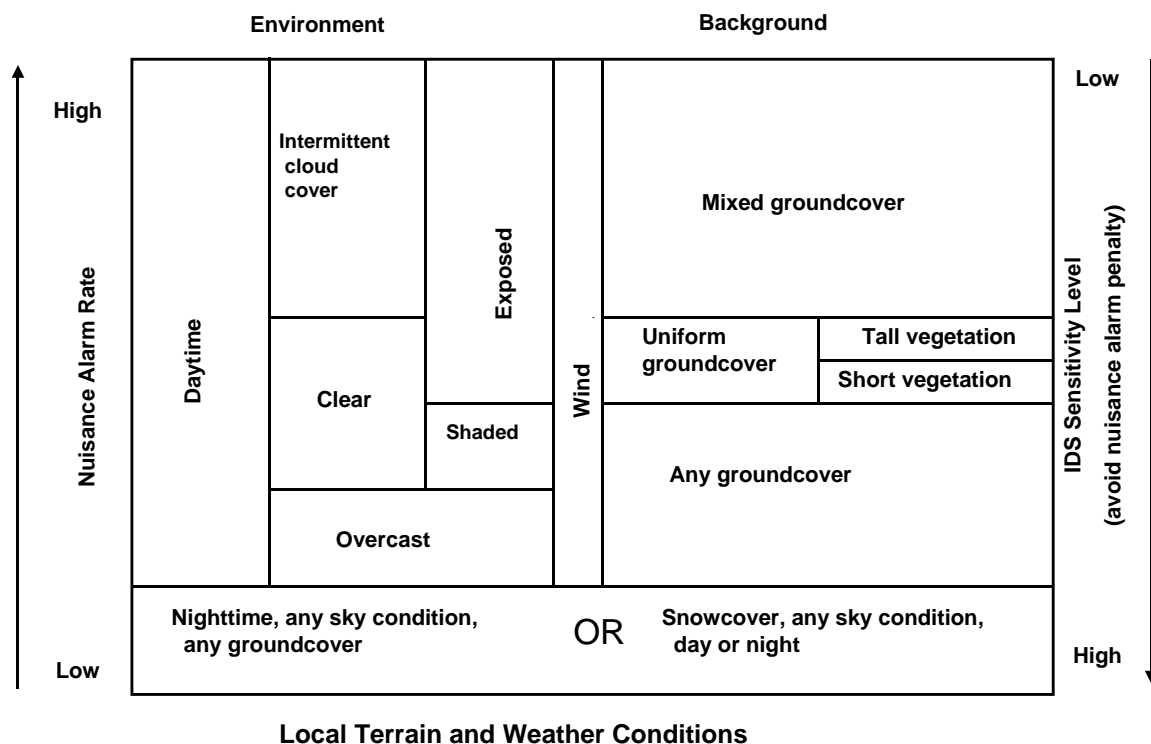 Environment
Background
High
Low
Intermittent
cloud
cover
Mixed groundcover
Exposed
Nuisance Alarm Rate
Daytime
Wind
IDS Sensitivity Level
(avoid nuisance alarm penalty)
Uniform
groundcover
Tall vegetation
Short vegetation
Clear
Shaded
Any groundcover
Overcast
Nighttime, any sky condition,
any groundcover
OR
Snowcover, any sky condition,
day or night
Low
High
Local Terrain and Weather Conditions